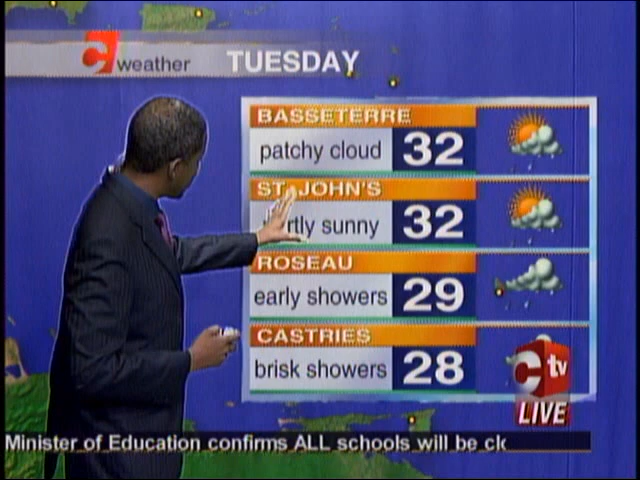 C weather TUESDAY
BASSETERRE
patchy cloud 32
ST. JOHN'S
rtly sunny 32
ROSEAU
early showers 29
CASTRIES
brisk showers 28
C tv
LIVE
Minister of Education confirms ALL schools will be ck